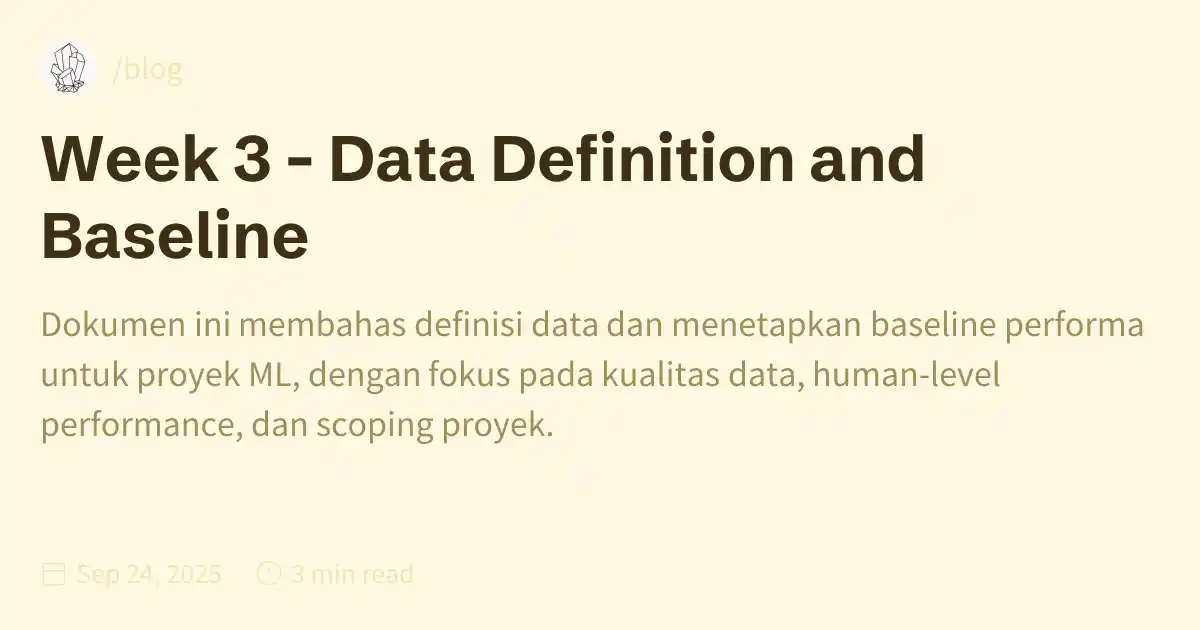 /blog
Week 3 - Data Definition and
Baseline
Dokumen ini membahas definisi data dan menetapkan baseline performa
untuk proyek ML, dengan fokus pada kualitas data, human-level
performance, dan scoping proyek.
Sep 24, 2025 3 min read